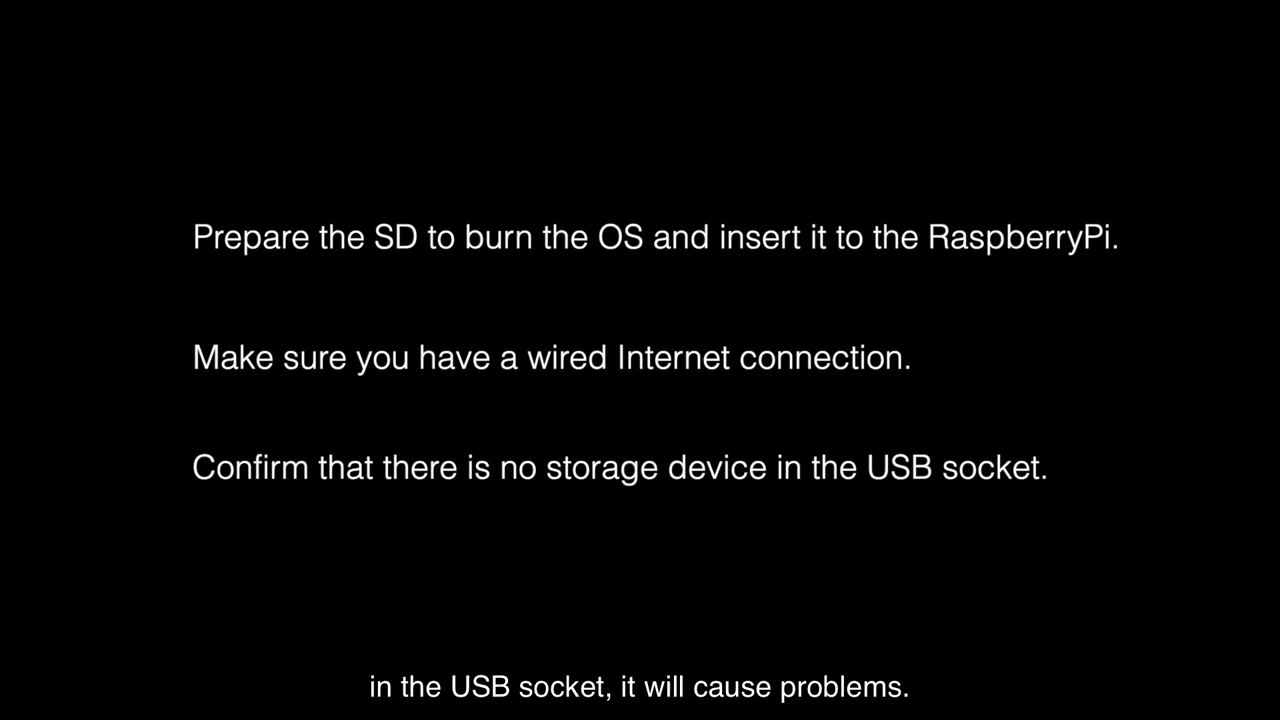 Prepare the SD to burn the OS and insert it to the RaspberryPi.
Make sure you have a wired Internet connection.
Confirm that there is no storage device in the USB socket.
in the USB socket, it will cause problems.